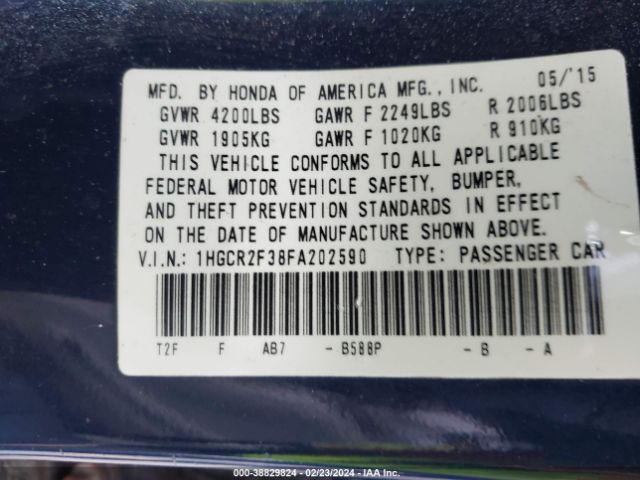 MFD. BY HONDA OF AMERICA MFG., INC. 05/'15
GVWR 4200LBS GAWR F 2249LBS R 2006LBS
GVWR 1905KG GAWR F 1020KG R 910KG
THIS VEHICLE CONFORMS TO ALL APPLICABLE
FEDERAL MOTOR VEHICLE SAFETY, BUMPER,
AND THEFT PREVENTION STANDARDS IN EFFECT
ON THE DATE OF MANUFACTURE SHOWN ABOVE.
V.I.N.: 1HGCR2F38FA202590 TYPE: PASSENGER CAR
T2F F AB7 - B588P - B - A
000-38829824 - 02/23/2024 - IAA Inc.